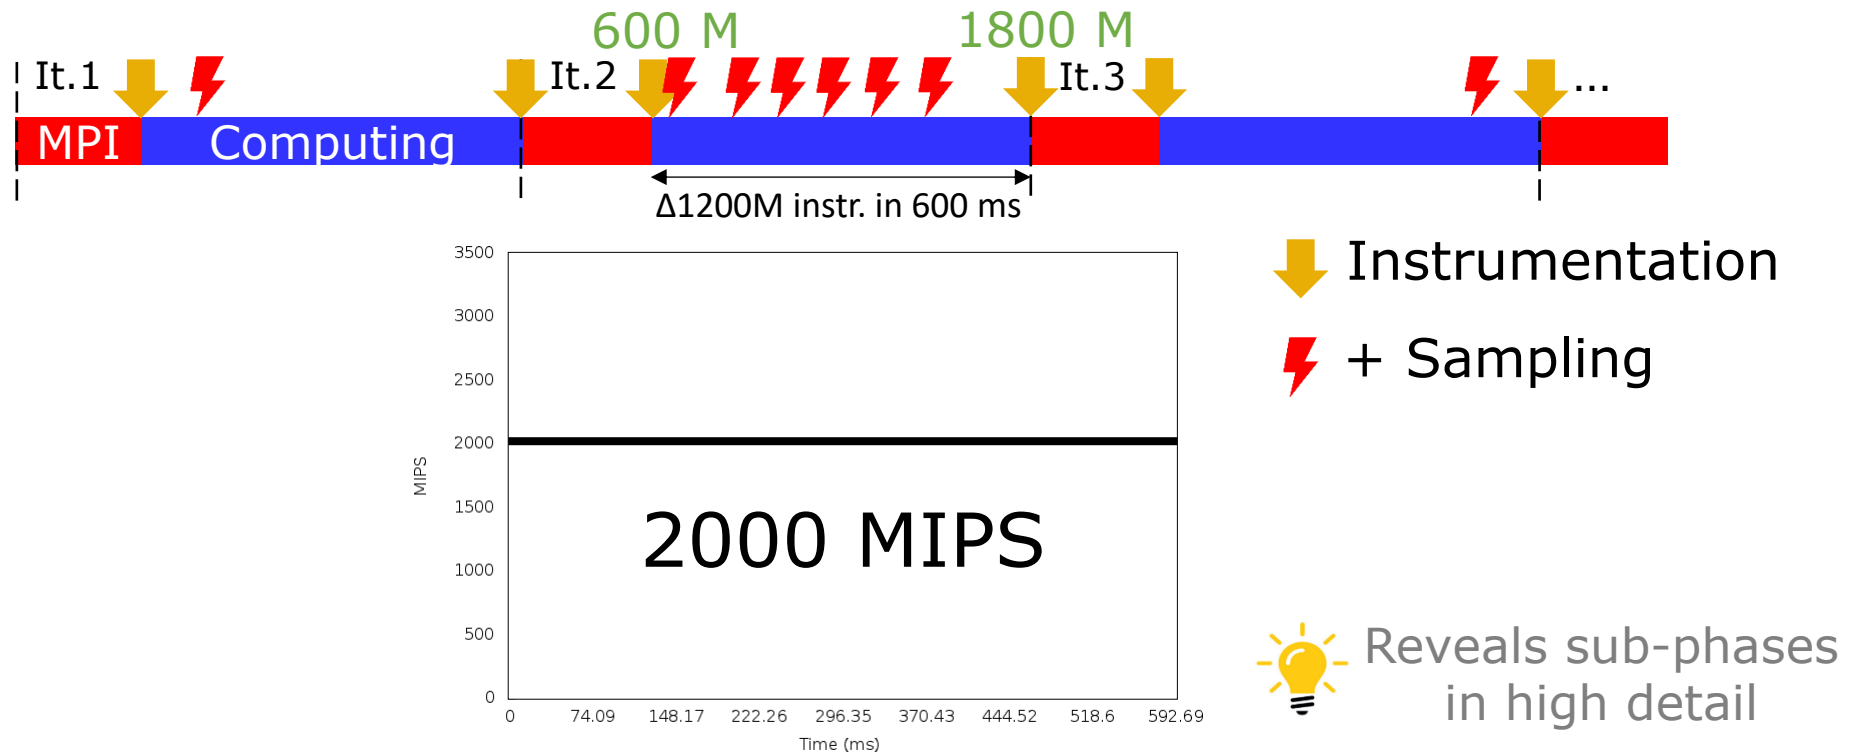 600 M
1800 M
It.1
It.2
It.3
...
MPI
Computing
Δ1200M instr. in 600 ms
Instrumentation
+ Sampling
3500
3000
2500
2000
1500
1000
500
0
MIPS
2000 MIPS
0 74.09 148.17 222.26 296.35 370.43 444.52 518.6 592.69
Time (ms)
Reveals sub-phases
in high detail